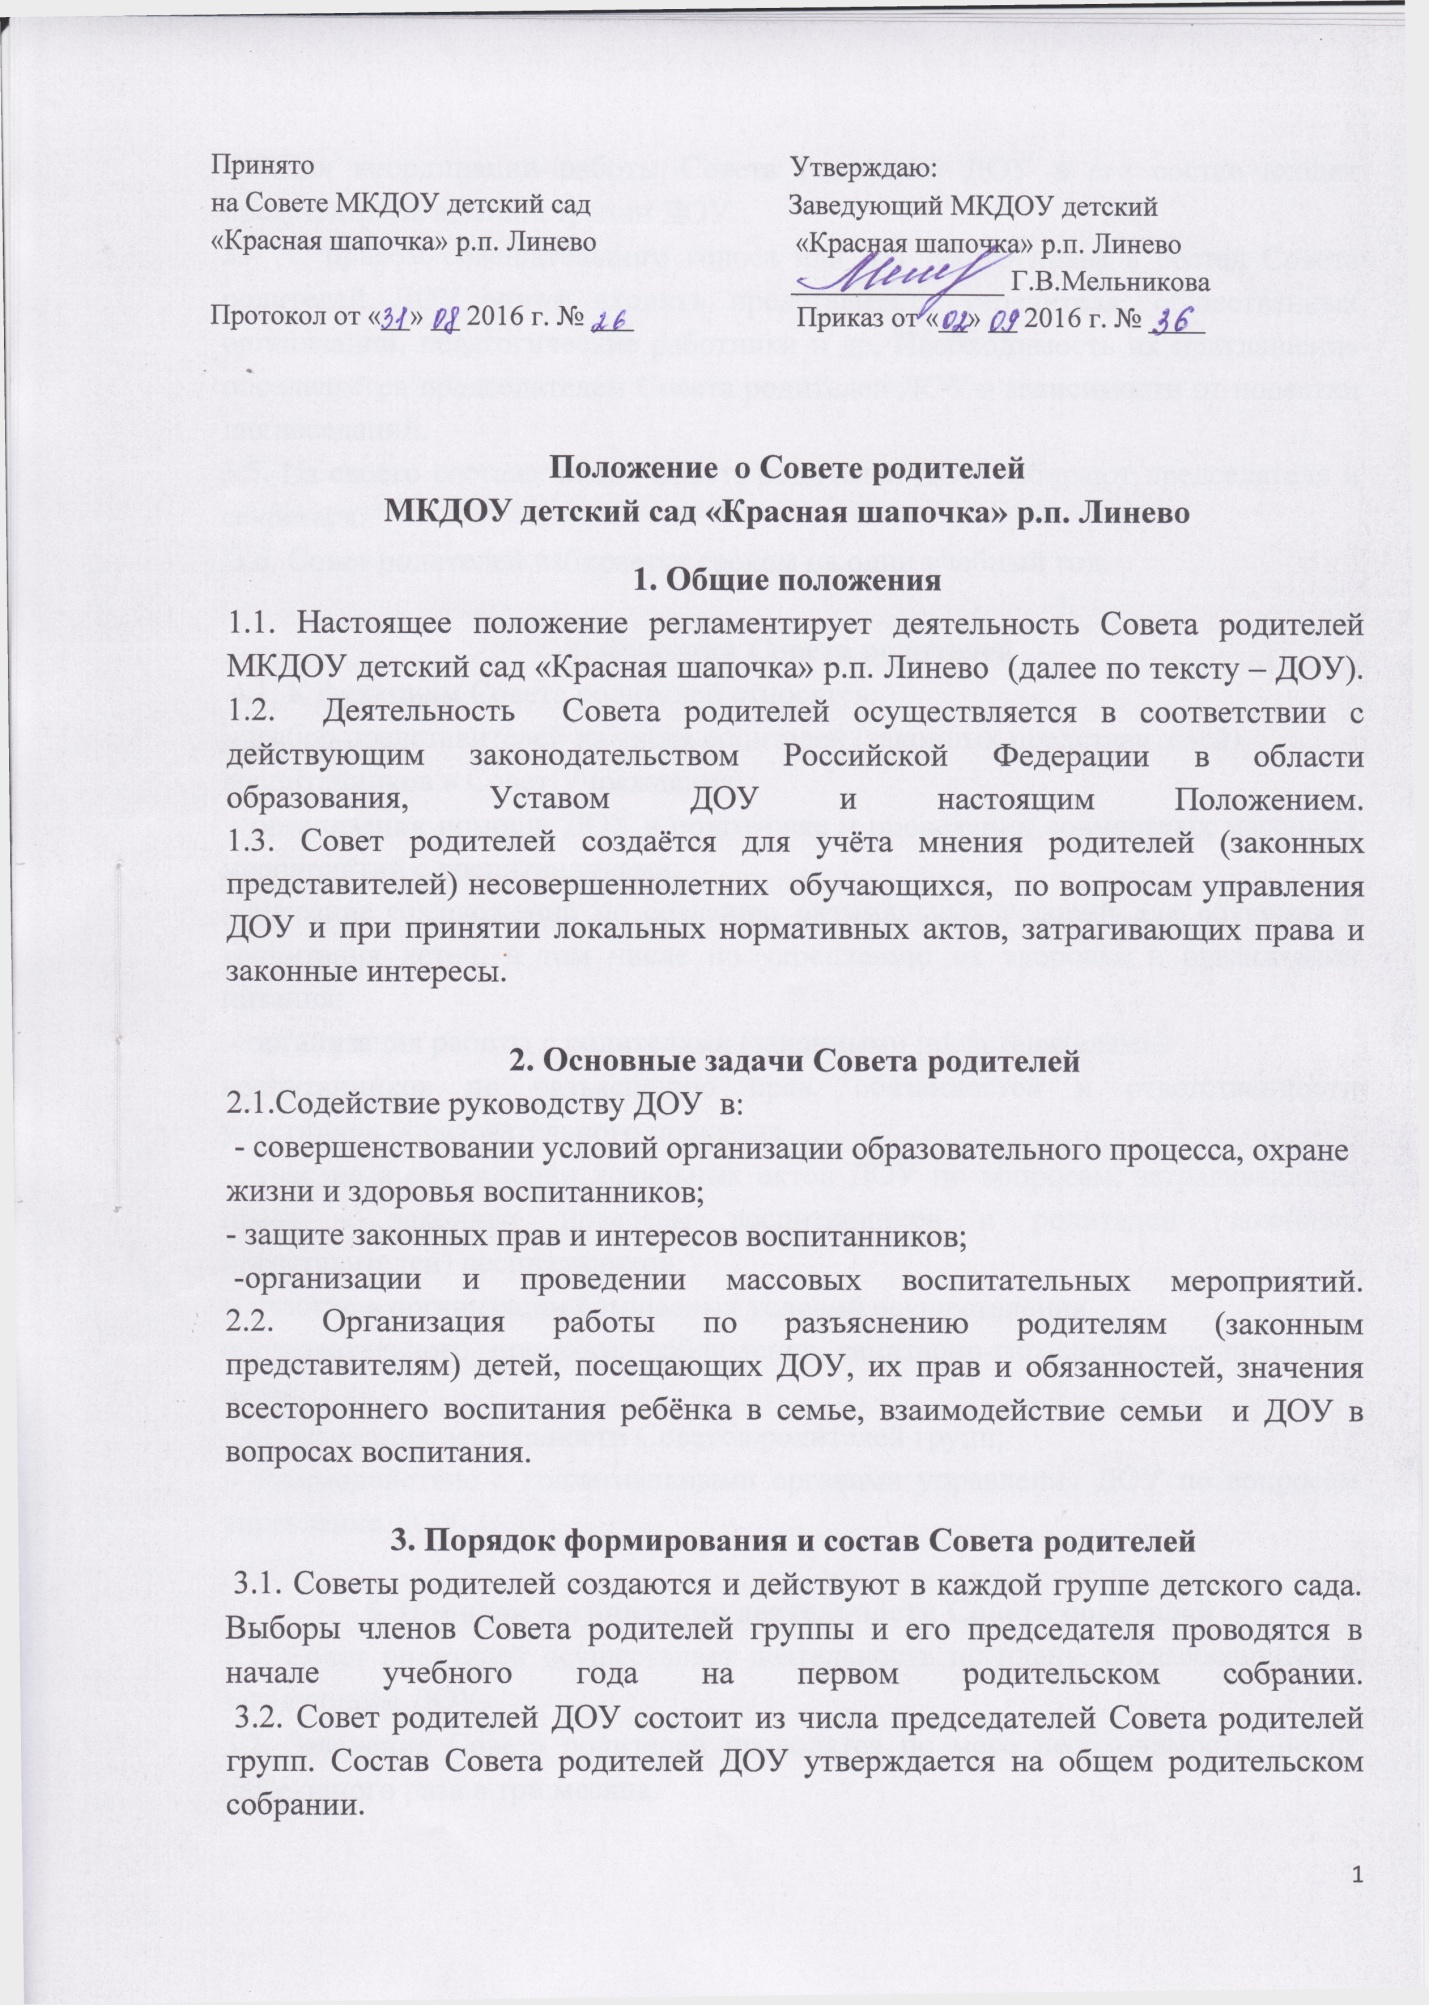 Принято
на Совете МКДОУ детский сад
«Красная шапочка» р.п. Линево
Протокол от «31» 08 2016 г. № 26
Утверждаю:
Заведующий МКДОУ детский
«Красная шапочка» р.п. Линево
Г.В.Мельникова
Приказ от «02» 09 2016 г. № 36
Положение о Совете родителей
МКДОУ детский сад «Красная шапочка» р.п. Линево
1. Общие положения
1.1. Настоящее положение регламентирует деятельность Совета родителей
МКДОУ детский сад «Красная шапочка» р.п. Линево (далее по тексту – ДОУ).
1.2. Деятельность Совета родителей осуществляется в соответствии с
действующим законодательством Российской Федерации в области
образования, Уставом ДОУ и настоящим Положением.
1.3. Совет родителей создаётся для учёта мнения родителей (законных
представителей) несовершеннолетних обучающихся, по вопросам управления
ДОУ и при принятии локальных нормативных актов, затрагивающих права и
законные интересы.
2. Основные задачи Совета родителей
2.1.Содействие руководству ДОУ в:
- совершенствовании условий организации образовательного процесса, охране
жизни и здоровья воспитанников;
- защите законных прав и интересов воспитанников;
-организации и проведении массовых воспитательных мероприятий.
2.2. Организация работы по разъяснению родителям (законным
представителям) детей, посещающих ДОУ, их прав и обязанностей, значения
всестороннего воспитания ребёнка в семье, взаимодействие семьи и ДОУ в
вопросах воспитания.
3. Порядок формирования и состав Совета родителей
3.1. Советы родителей создаются и действуют в каждой группе детского сада.
Выборы членов Совета родителей группы и его председателя проводятся в
начале учебного года на первом родительском собрании.
3.2. Совет родителей ДОУ состоит из числа председателей Совета родителей
групп. Состав Совета родителей ДОУ утверждается на общем родительском
собрании.
1